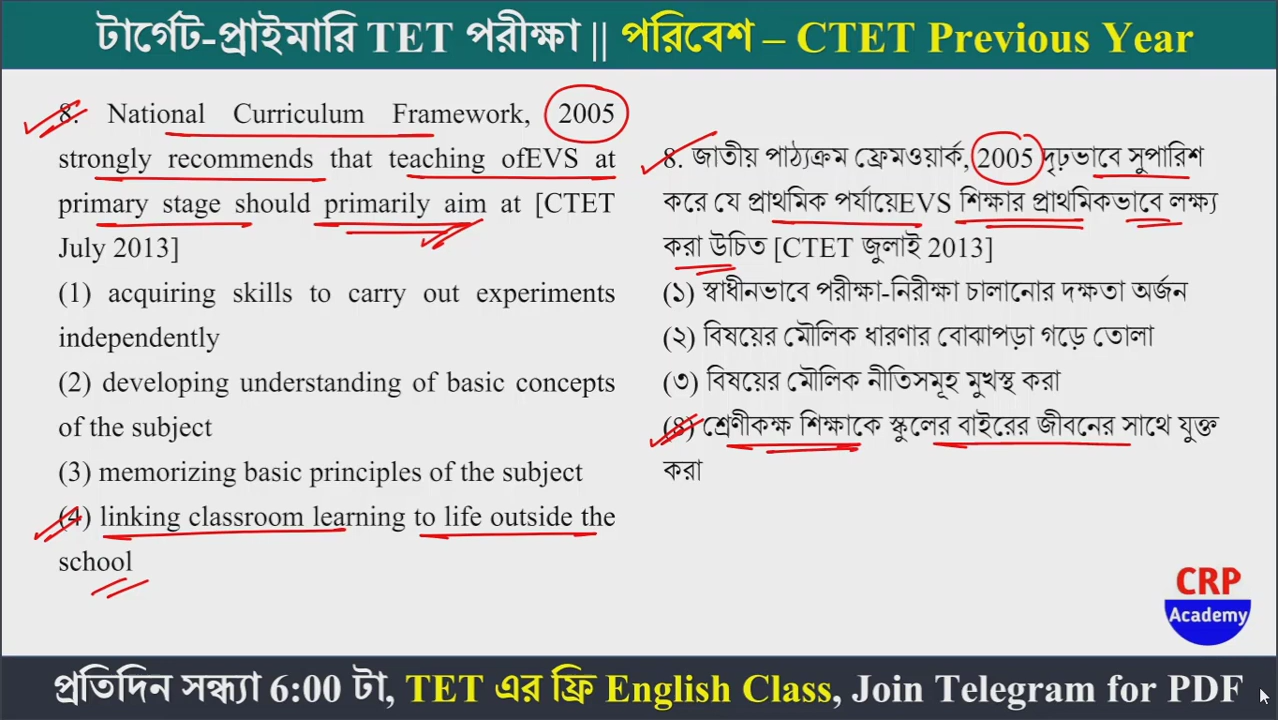 টার্গেট-প্রাইমারি TET পরীক্ষা || পরিবেশ – CTET Previous Year
8. National Curriculum Framework, 2005
strongly recommends that teaching ofEVS at
primary stage should primarily aim at [CTET
July 2013]
(1) acquiring skills to carry out experiments
independently
(2) developing understanding of basic concepts
of the subject
(3) memorizing basic principles of the subject
(4) linking classroom learning to life outside the
school
8. জাতীয় পাঠ্যক্রম ফ্রেমওয়ার্ক, 2005 দৃঢ়ভাবে সুপারিশ
করে যে প্রাথমিক পর্যায়েEVS শিক্ষার প্রাথমিকভাবে লক্ষ্য
করা উচিত [CTET জুলাই 2013]
(১) স্বাধীনভাবে পরীক্ষা-নিরীক্ষা চালানোর দক্ষতা অর্জন
(২) বিষয়ের মৌলিক ধারণার বোঝাপড়া গড়ে তোলা
(৩) বিষয়ের মৌলিক নীতিসমূহ মুখস্থ করা
(৪) শ্রেণীকক্ষ শিক্ষাকে স্কুলের বাইরের জীবনের সাথে যুক্ত
করা
CRP
Academy
প্রতিদিন সন্ধ্যা 6:00 টা, TET এর ফ্রি English Class, Join Telegram for PDF